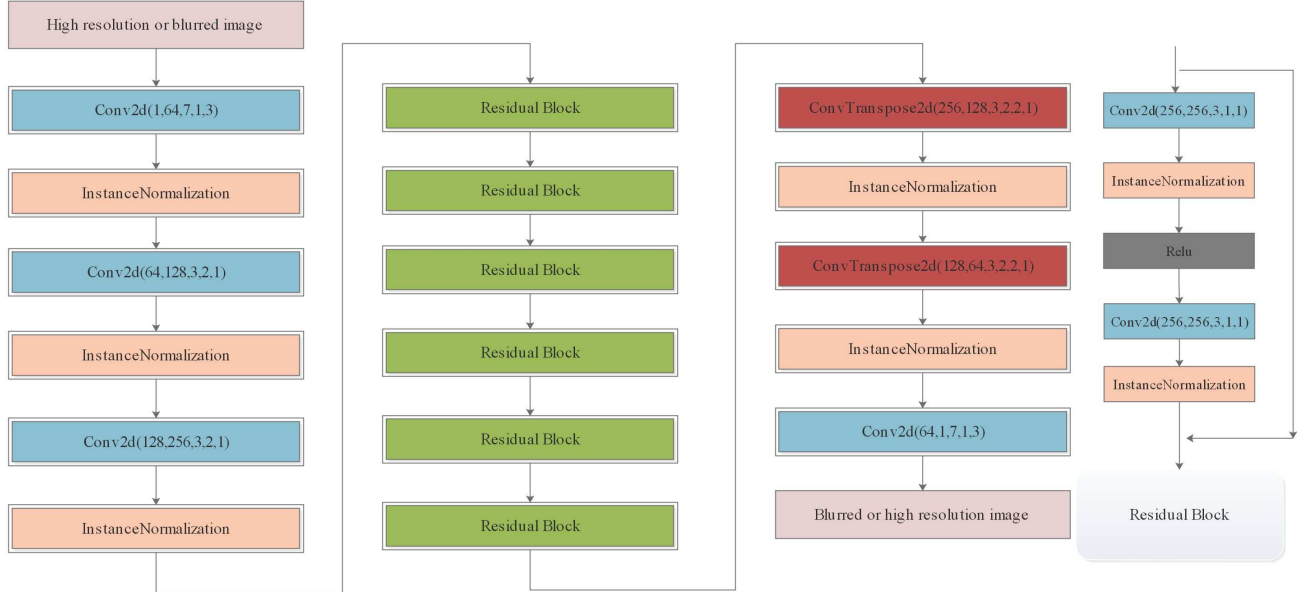 High resolution or blurred image
Conv2d(1,64,7,1,3)
InstanceNormalization
Conv2d(64,128,3,2,1)
InstanceNormalization
Conv2d(128,256,3,2,1)
InstanceNormalization
Residual Block
Residual Block
Residual Block
Residual Block
Residual Block
Residual Block
ConvTranspose2d(256,128,3,2,2,1)
InstanceNormalization
ConvTranspose2d(128,64,3,2,2,1)
InstanceNormalization
Conv2d(64,1,7,1,3)
Blurred or high resolution image
Conv2d(256,256,3,1,1)
InstanceNormalization
Relu
Conv2d(256,256,3,1,1)
InstanceNormalization
Residual Block